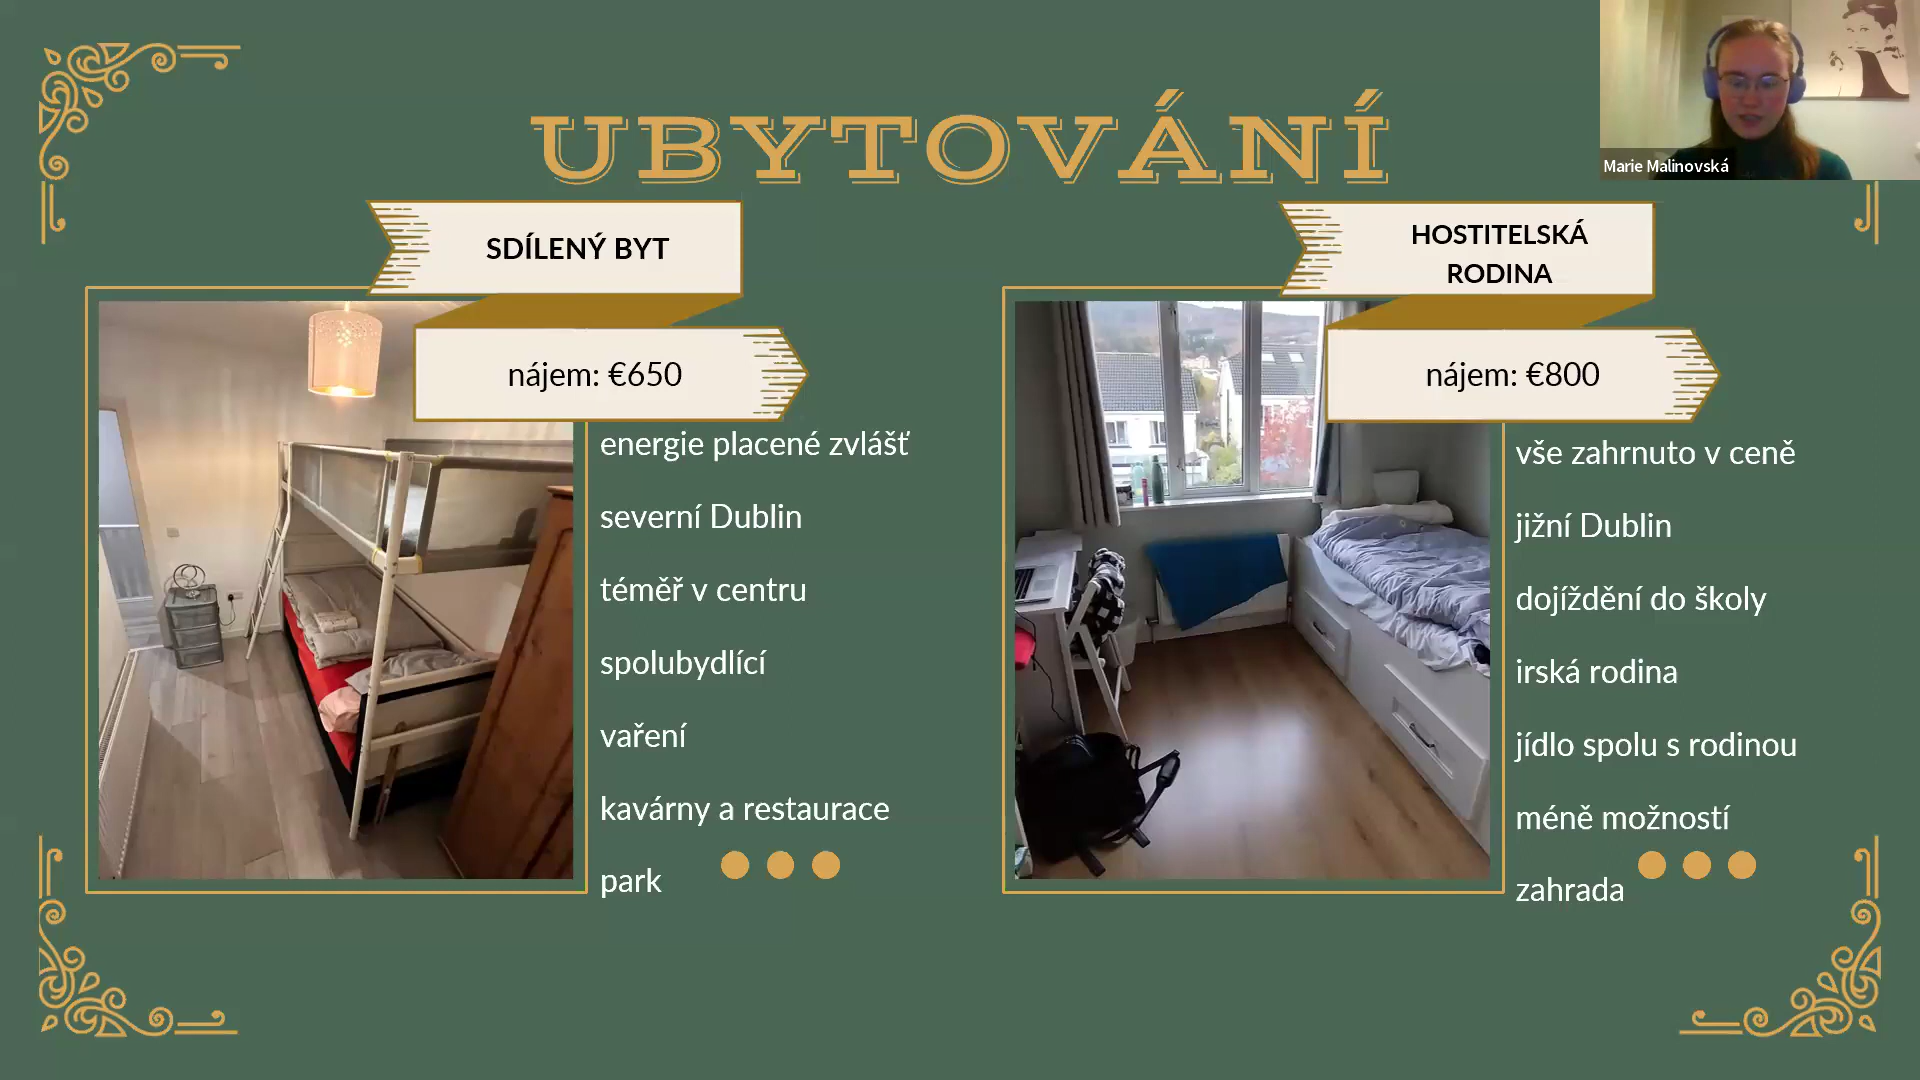 UBYTOVÁNÍ
Marie Malinovská
SDÍLENÝ BYT
nájem: €650
energie placené zvlášť
severní Dublin
téměř v centru
spolubydlící
vaření
kavárny a restaurace
park
HOSTITELSKÁ
RODINA
nájem: €800
vše zahrnuto v ceně
jižní Dublin
dojíždění do školy
irská rodina
jídlo spolu s rodinou
méně možností
zahrada